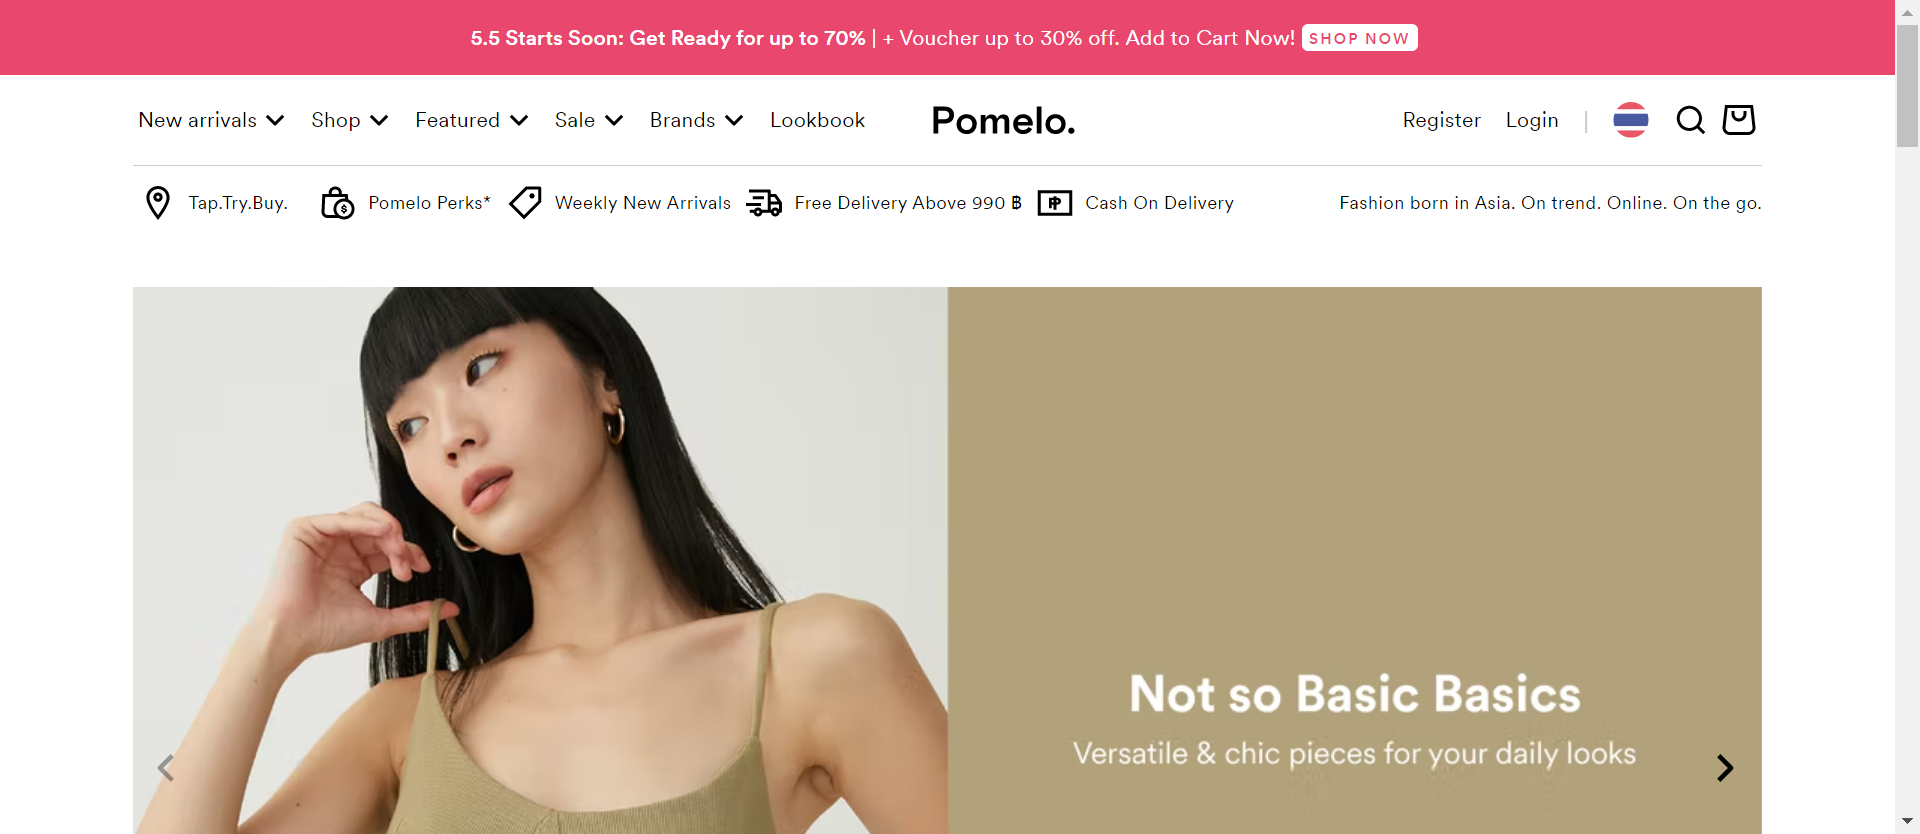 5.5 Starts Soon: Get Ready for up to 70% | + Voucher up to 30% off. Add to Cart Now! SHOP NOW
New arrivals Shop Featured Sale Brands Lookbook Pomelo. Register Login |
Tap.Try.Buy. Pomelo Perks* Weekly New Arrivals Free Delivery Above 990 ฿ Cash On Delivery Fashion born in Asia. On trend. Online. On the go.
Not so Basic Basics
Versatile & chic pieces for your daily looks